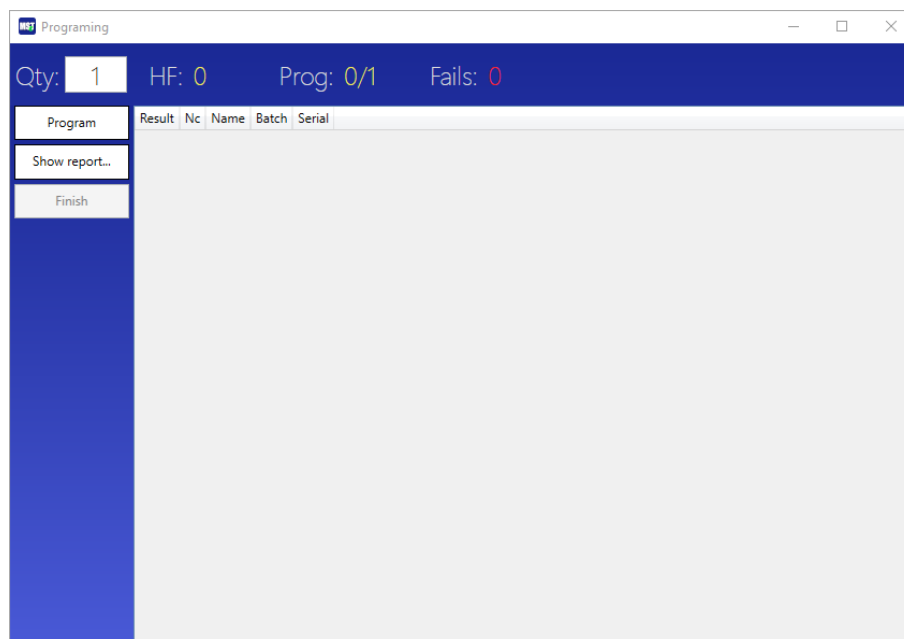 MST Programing
Qty: 1 HF: 0 Prog: 0/1 Fails: 0
Program
Result Nc Name Batch Serial
Show report...
Finish